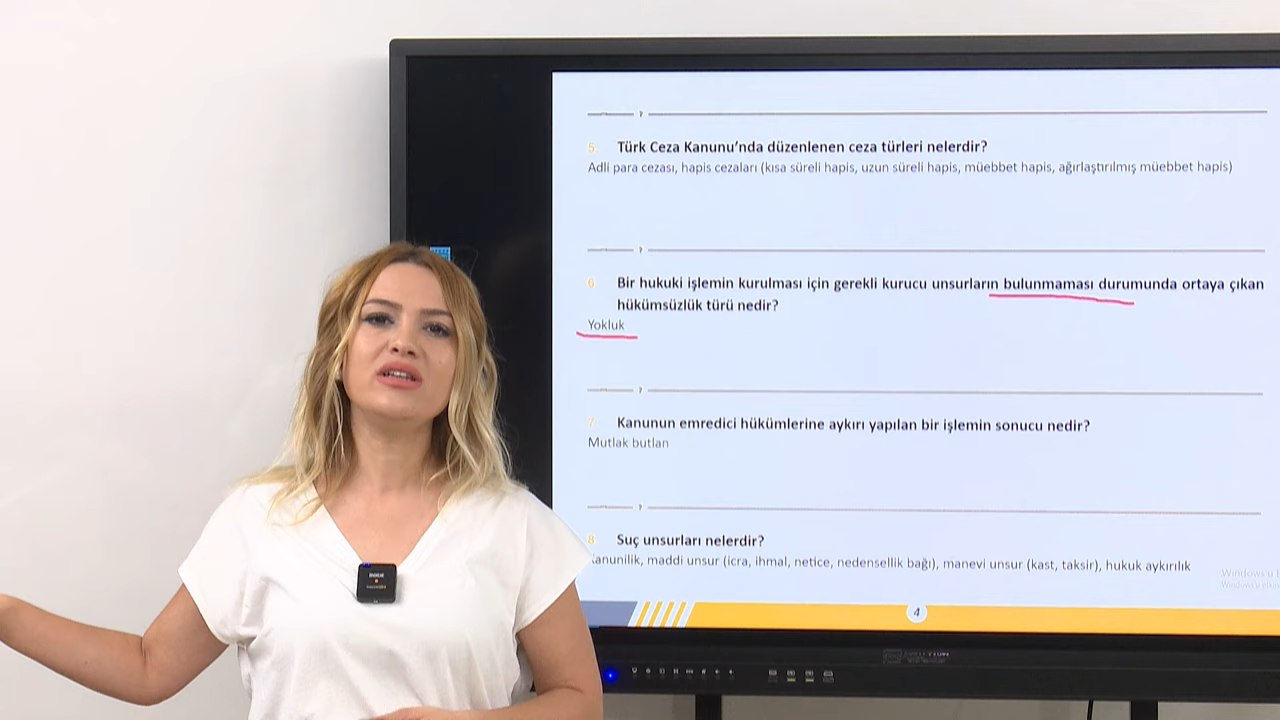 5 Türk Ceza Kanunu’nda düzenlenen ceza türleri nelerdir?
Adli para cezası, hapis cezaları (kısa süreli hapis, uzun süreli hapis, müebbet hapis, ağırlaştırılmış müebbet hapis)
6 Bir hukuki işlemin kurulması için gerekli kurucu unsurların bulunmaması durumunda ortaya çıkan
hükümsüzlük türü nedir?
Yokluk
7 Kanunun emredici hükümlerine aykırı yapılan bir işlemin sonucu nedir?
Mutlak butlan
8 Suç unsurları nelerdir?
Kanunilik, maddi unsur (icra, ihmal, netice, nedensellik bağı), manevi unsur (kast, taksir), hukuk aykırılık
Windows'u
4
RODE